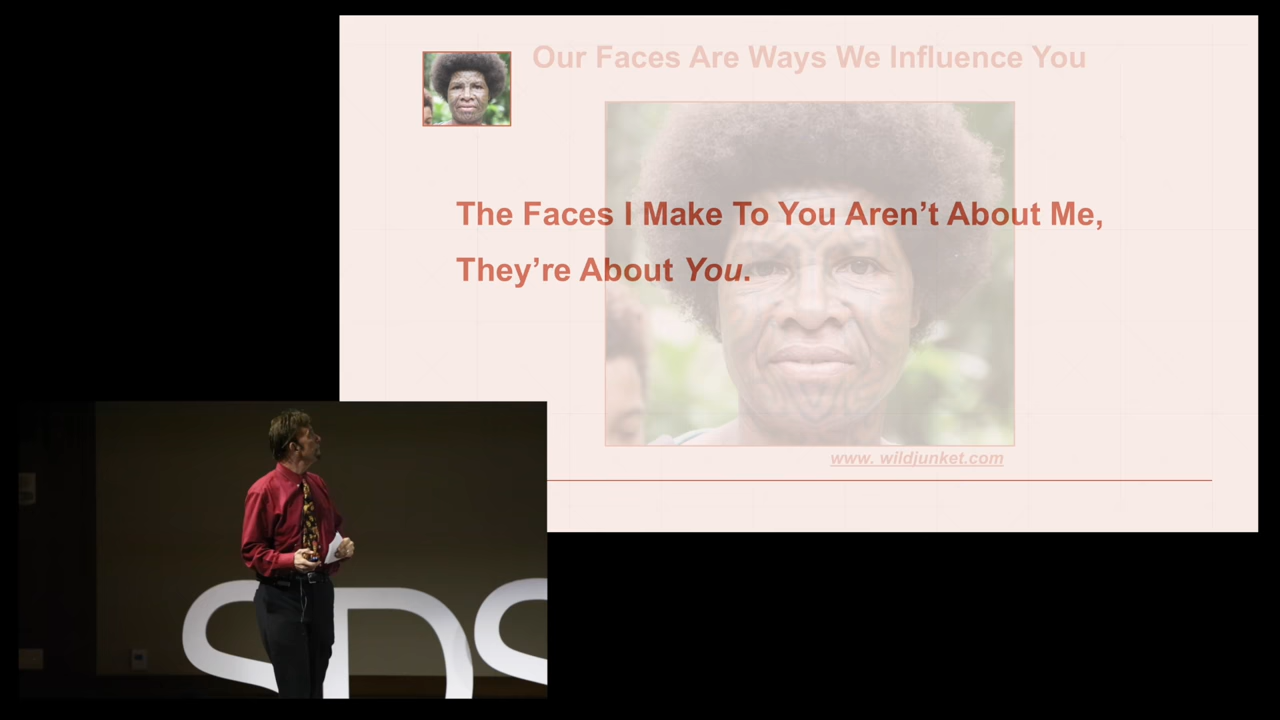 Our Faces Are Ways We Influence You
The Faces I Make To You Aren’t About Me,
They’re About You.
www. wildjunket.com
SDS